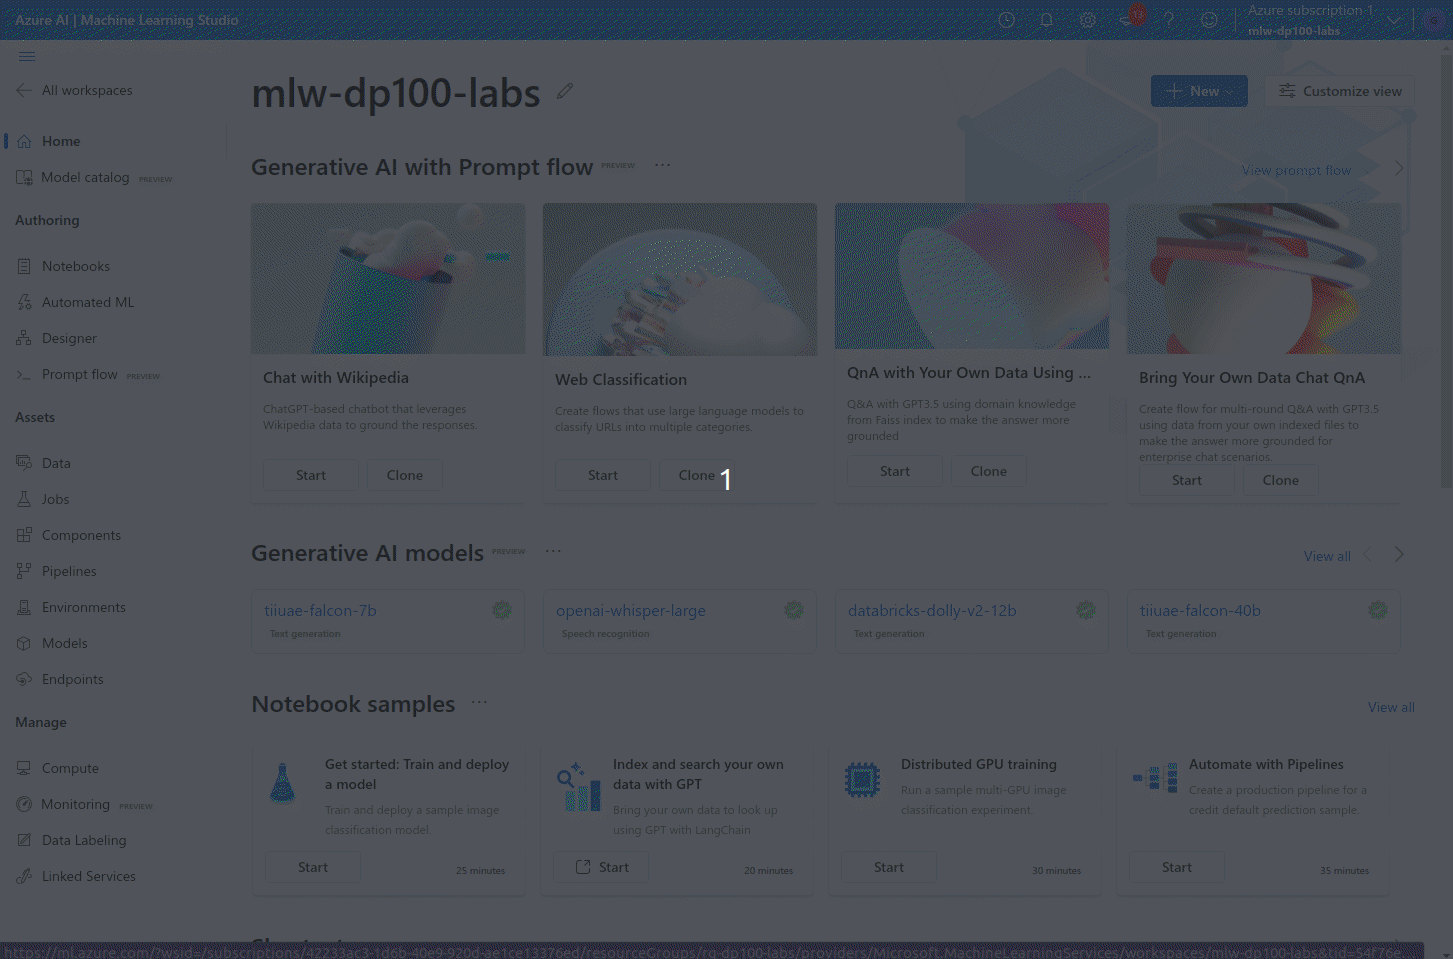 Azure AI | Machine Learning Studio
13
Azure subscription 1
mlw-dp100-labs
G
All workspaces
Home
Model catalog PREVIEW
Authoring
Notebooks
Automated ML
Designer
Prompt flow PREVIEW
Assets
Data
Jobs
Components
Pipelines
Environments
Models
Endpoints
Manage
Compute
Monitoring PREVIEW
Data Labeling
Linked Services
mlw-dp100-labs
New
Customize view
Generative AI with Prompt flow PREVIEW ...
View prompt flow
Chat with Wikipedia
ChatGPT-based chatbot that leverages
Wikipedia data to ground the responses.
Start Clone
Web Classification
Create flows that use large language models to
classify URLs into multiple categories.
Start Clone
1
QnA with Your Own Data Using ...
Q&A with GPT3.5 using domain knowledge
from Faiss index to make the answer more
grounded
Start Clone
Bring Your Own Data Chat QnA
Create flow for multi-round Q&A with GPT3.5
using data from your own indexed files to
make the answer more grounded for
enterprise chat scenarios.
Start Clone
Generative AI models PREVIEW ...
View all
tiiuae-falcon-7b
Text generation
openai-whisper-large
Speech recognition
databricks-dolly-v2-12b
Text generation
tiiuae-falcon-40b
Text generation
Notebook samples ...
View all
Get started: Train and deploy
a model
Train and deploy a sample image
classification model
Start 25 minutes
Index and search your own
data with GPT
Bring your own data to look up
using GPT with LangChain
Start 20 minutes
Distributed GPU training
Run a sample multi-GPU image
classification experiment.
Start 30 minutes
Automate with Pipelines
Create a production pipeline for a
credit default prediction sample.
Start 35 minutes
https://ml.azure.com/?wsid=/subscriptions/42233ac3-1d6b-40e9-920d-ae1ce13376ed/resourceGroups/rg-dp100-labs/providers/Microsoft.MachineLearningServices/workspaces/mlw-dp100-labs&tid=54f76e...